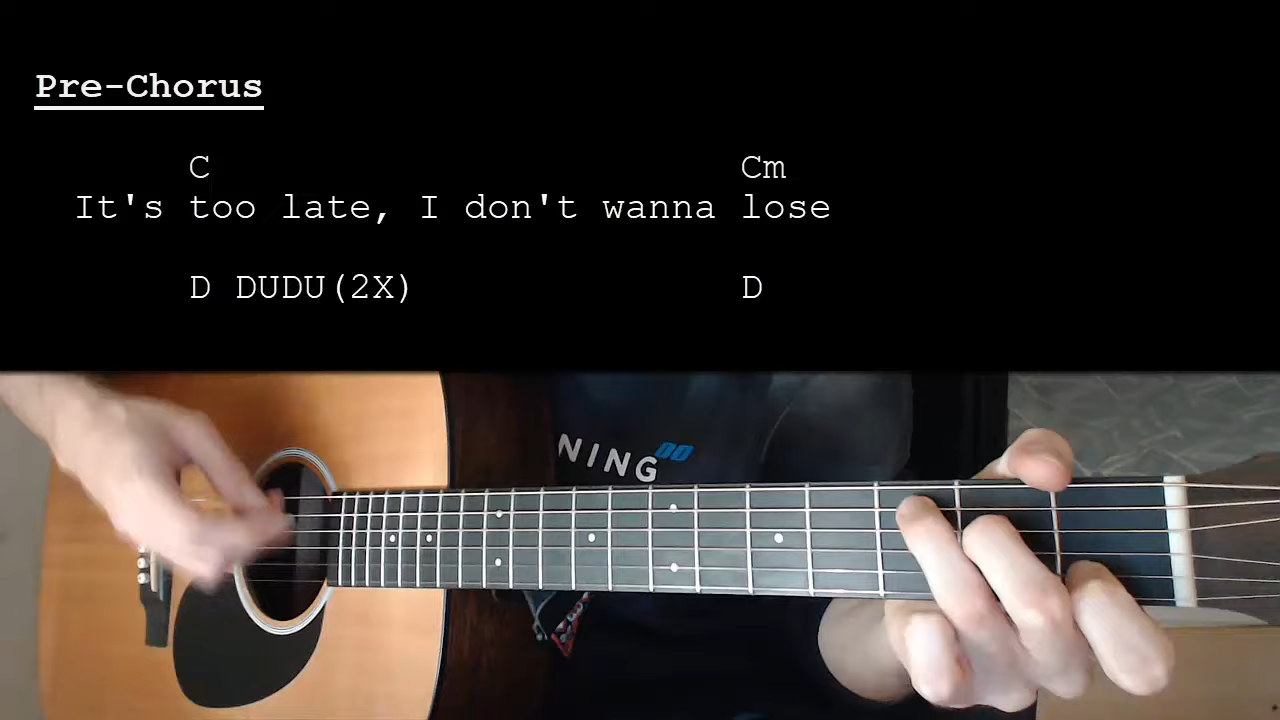 Pre-Chorus
C Cm
It's too late, I don't wanna lose
D DUDU(2X) D
NING